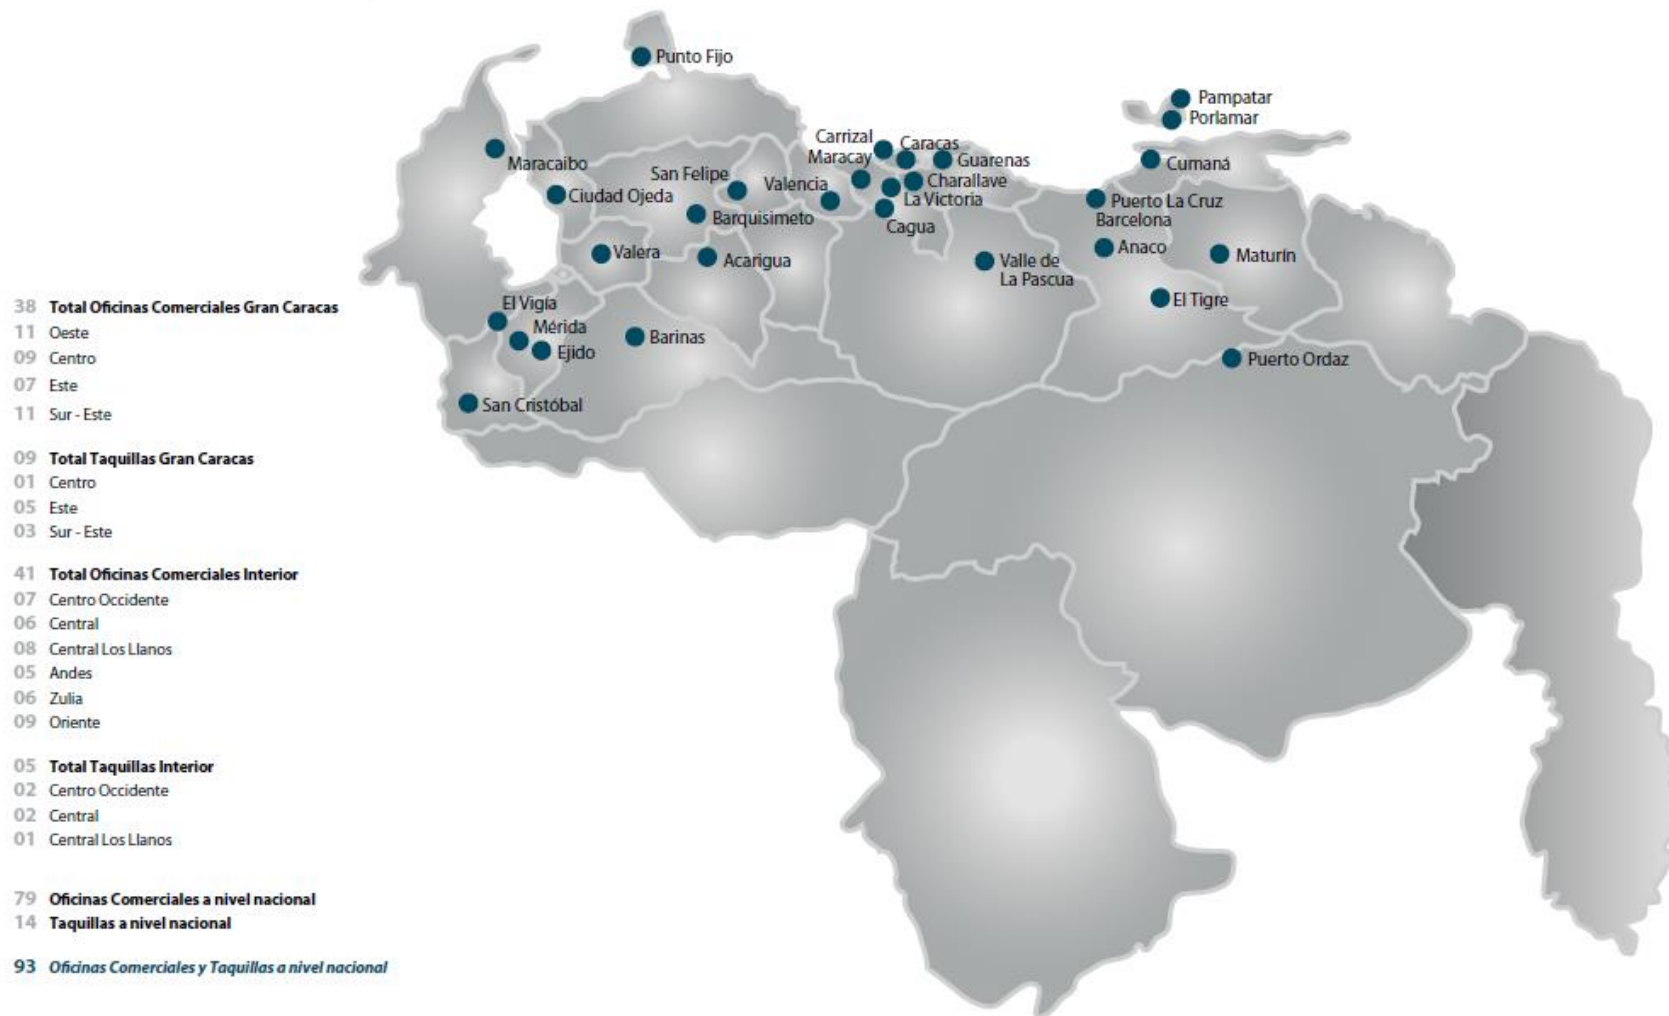 Punto Fijo
Pampatar
Porlamar
Carrizal
Caracas
Maracay
Guarenas
Cumaná
Maracaibo
San Felipe
Valencia
Charallave
Ciudad Ojeda
La Victoria
Puerto La Cruz
Barcelona
Barquisimeto
Cagua
Valera
Acarigua
Valle de
La Pascua
Anaco
Maturín
El Tigre
El Vigía
Mérida
Ejido
Barinas
Puerto Ordaz
San Cristóbal
38 Total Oficinas Comerciales Gran Caracas
11 Oeste
09 Centro
07 Este
11 Sur - Este
09 Total Taquillas Gran Caracas
01 Centro
05 Este
03 Sur - Este
41 Total Oficinas Comerciales Interior
07 Centro Occidente
06 Central
08 Central Los Llanos
05 Andes
06 Zulia
09 Oriente
05 Total Taquillas Interior
02 Centro Occidente
02 Central
01 Central Los Llanos
79 Oficinas Comerciales a nivel nacional
14 Taquillas a nivel nacional
93 Oficinas Comerciales y Taquillas a nivel nacional